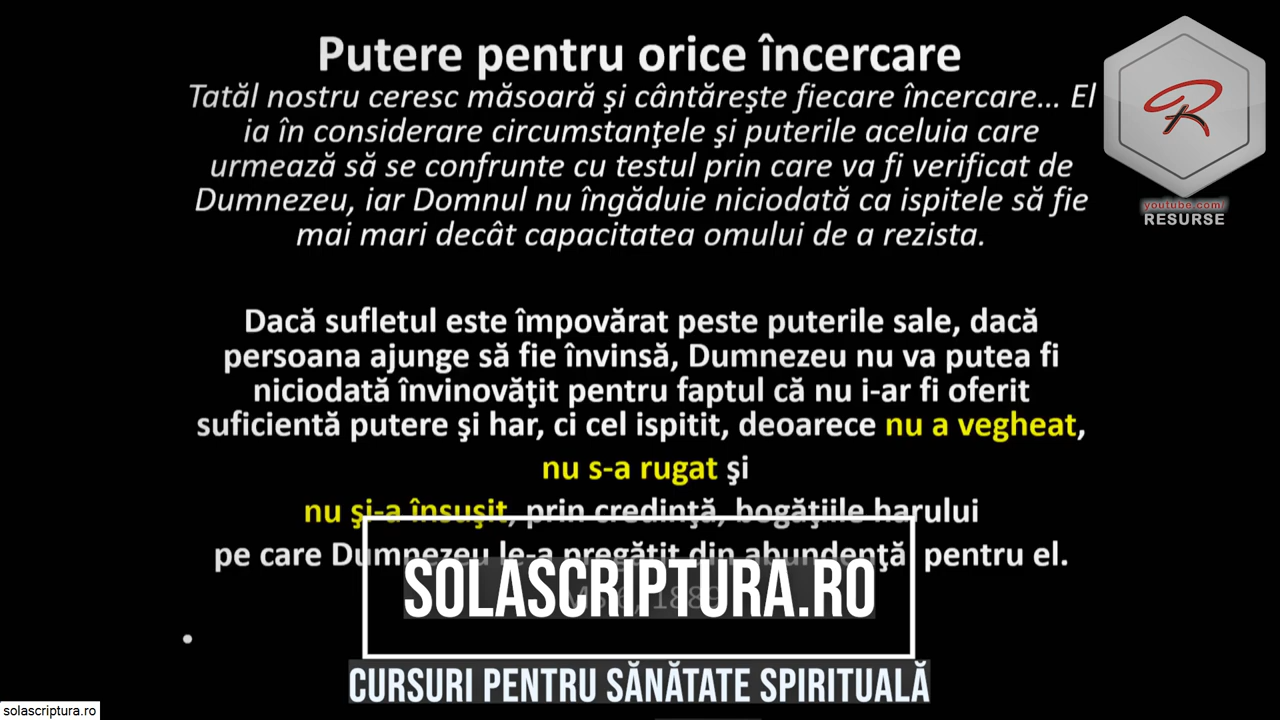 Putere pentru orice încercare
Tatăl nostru ceresc măsoară şi cântăreşte fiecare încercare... El
ia în considerare circumstanţele şi puterile aceluia care
urmează să se confrunte cu testul prin care va fi verificat de
Dumnezeu, iar Domnul nu îngăduie niciodată ca ispitele să fie
mai mari decât capacitatea omului de a rezista.
youtube.com/
RESURSE
Dacă sufletul este împovărat peste puterile sale, dacă
persoana ajunge să fie învinsă, Dumnezeu nu va putea fi
niciodată învinovăţit pentru faptul că nu i-ar fi oferit
suficientă putere şi har, ci cel ispitit, deoarece nu a vegheat,
nu s-a rugat şi
nu şi-a însuşit, prin credinţă, bogăţiile harului
pe care Dumnezeu le-a pregătit din abundenţă pentru el.
SOLASCRIPTURA.RO
CURSURI PENTRU SĂNĂTATE SPIRITUALĂ
solascriptura.ro